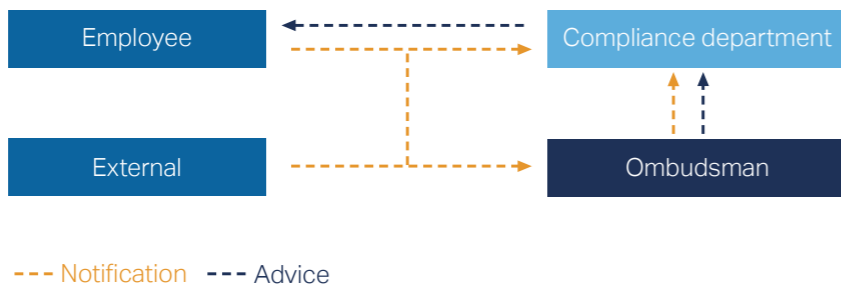 Employee
Compliance department
External
Ombudsman
Notification
Advice